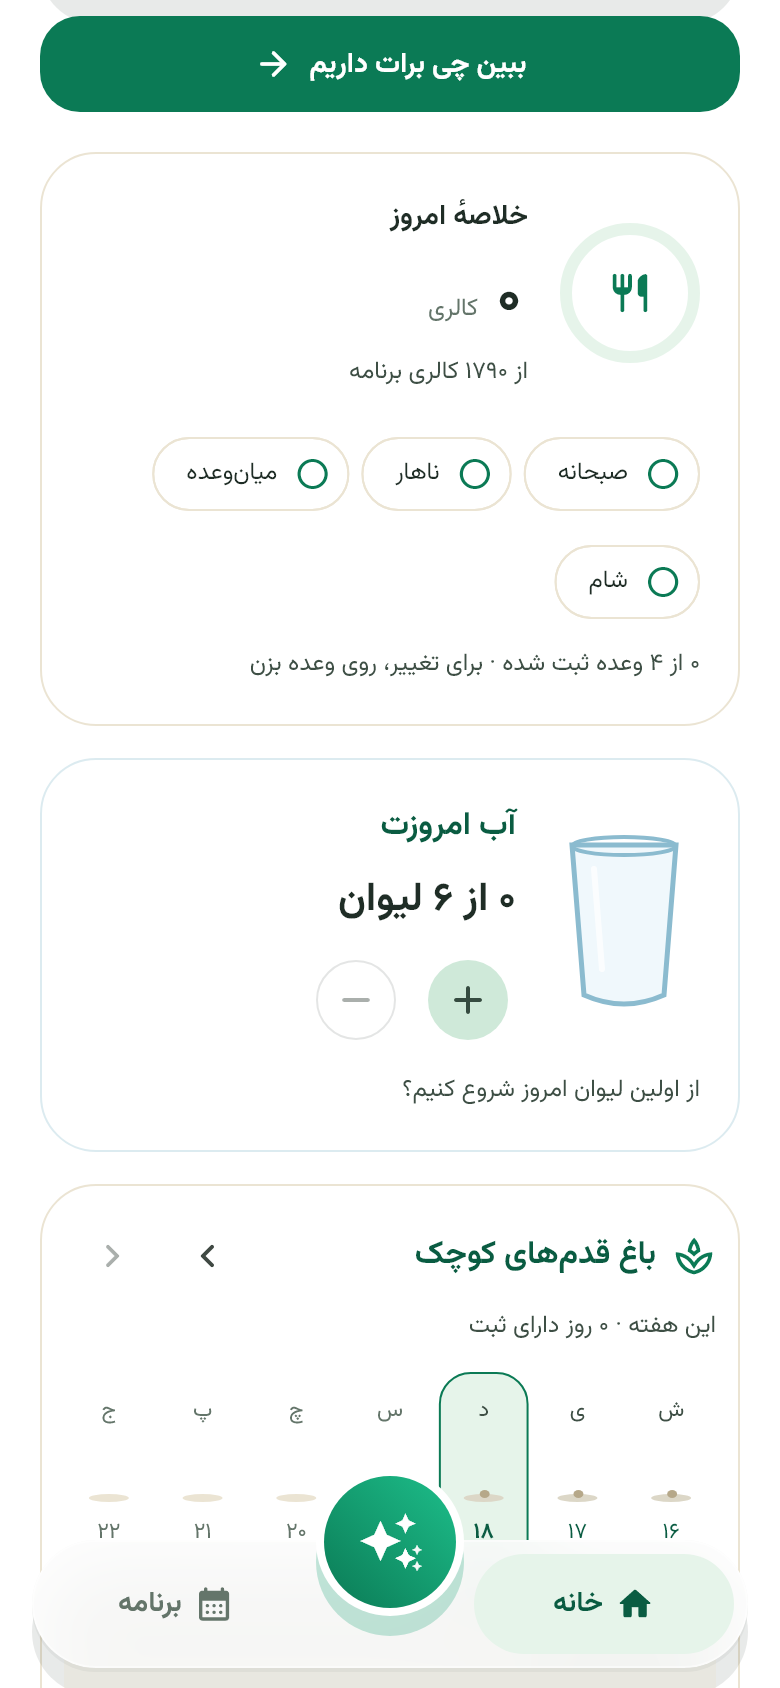 ببین چی برات داریم
خلاصهٔ امروز
۰ کالری
از ۱۷۹۰ کالری برنامه
صبحانه
ناهار
میان‌وعده
شام
۰ از ۴ وعده ثبت شده · برای تغییر، روی وعده بزن
آب امروزت
۰ از ۶ لیوان
از اولین لیوان امروز شروع کنیم؟
باغ قدم‌های کوچک
این هفته · ۰ روز دارای ثبت
ش ی د س چ پ ج
۱۶ ۱۷ ۱۸ ۲۰ ۲۱ ۲۲
خانه
برنامه